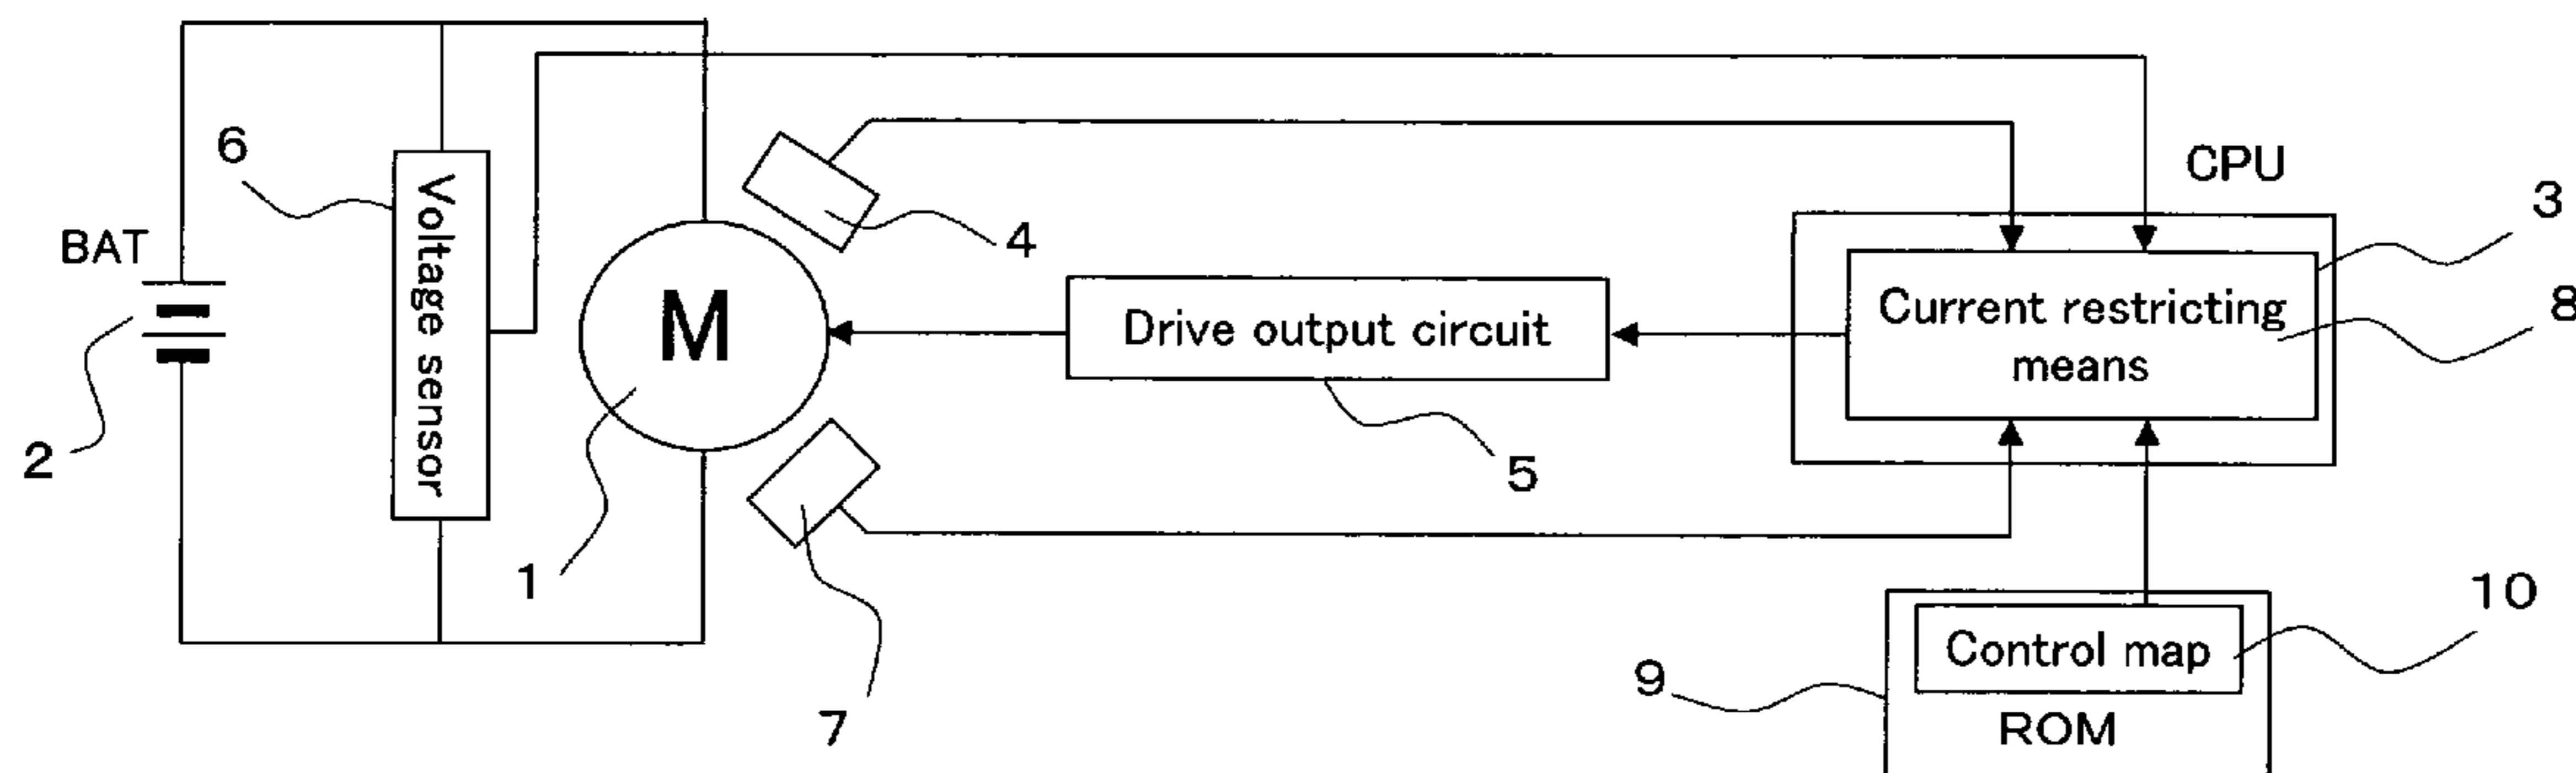 CPU
6
3
BAT
4
Voltage sensor
M
Drive output circuit
Current restricting
means
8
2
5
1
7
10
Control map
9
ROM